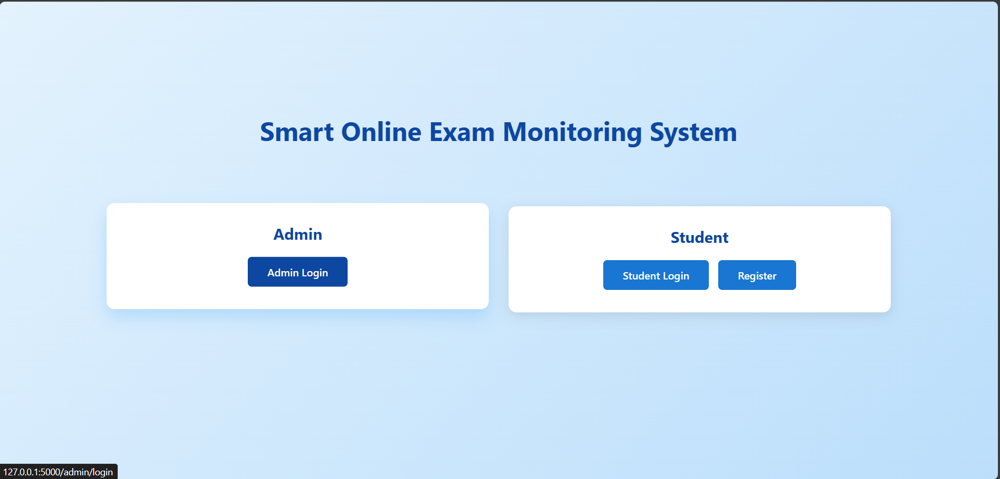 Smart Online Exam Monitoring System
Admin
Admin Login
Student
Student Login
Register
127.0.0.1:5000/admin/login